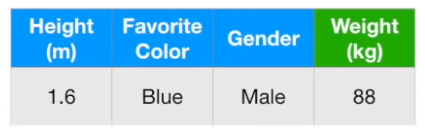 Height (m) Favorite Color Gender Weight (kg)
1.6 Blue Male 88